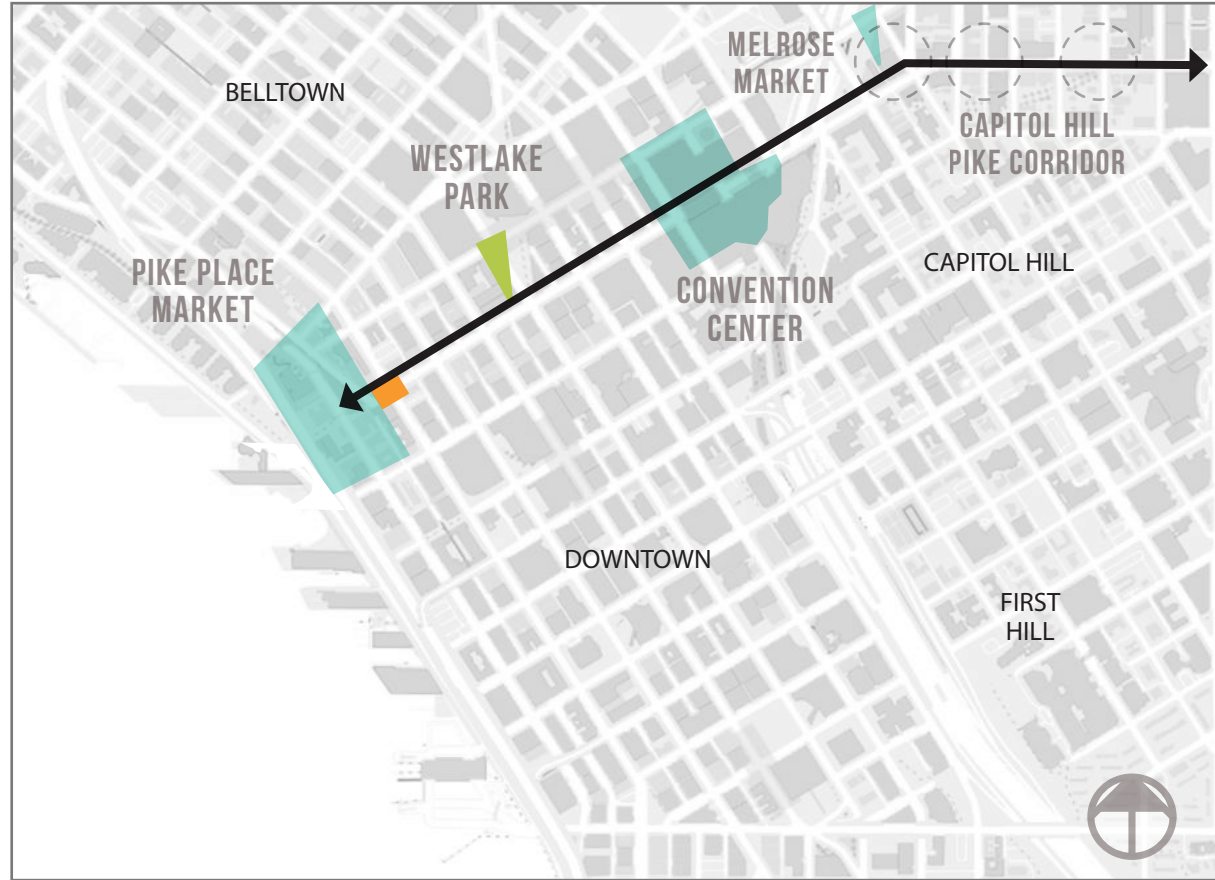 MELROSE
MARKET
BELLTOWN
CAPITOL HILL
PIKE CORRIDOR
WESTLAKE
PARK
PIKE PLACE
MARKET
CAPITOL HILL
CONVENTION
CENTER
DOWNTOWN
FIRST
HILL